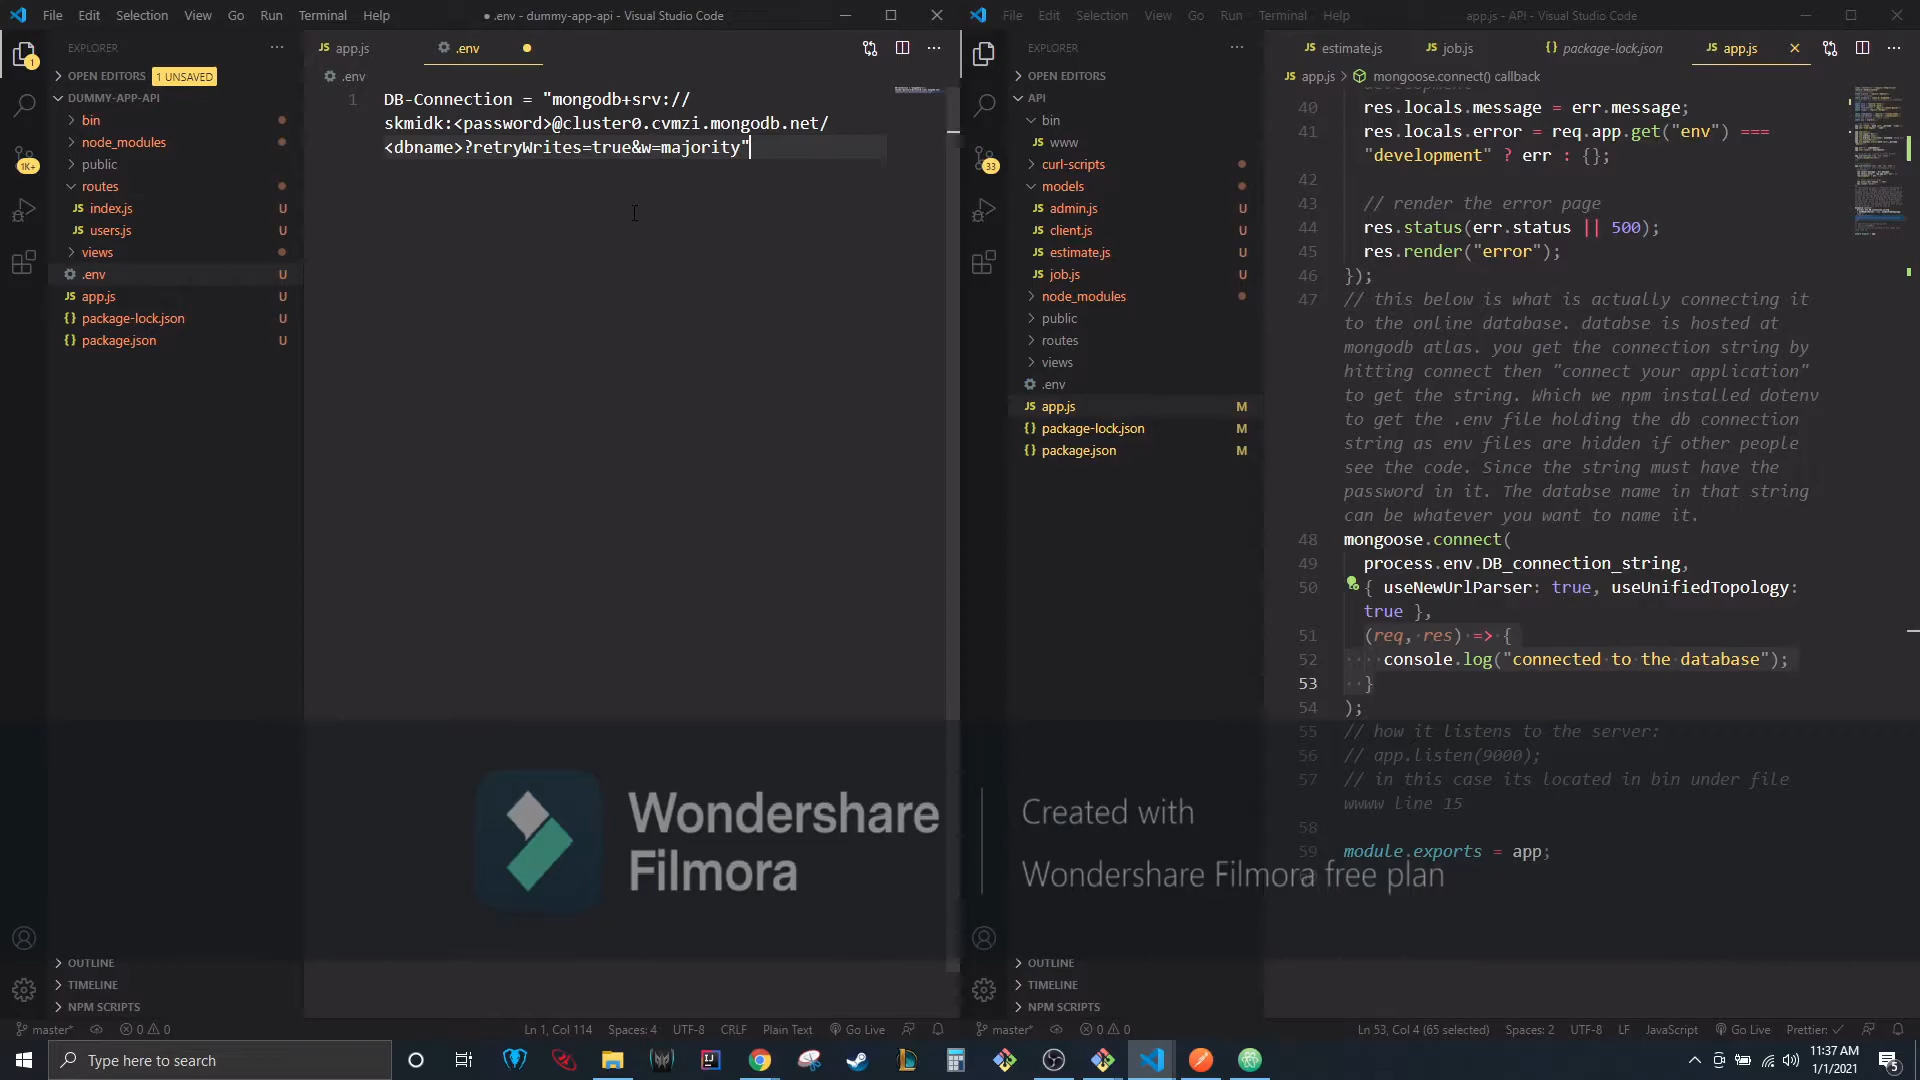 File Edit Selection View Go Run Terminal Help
● .env - dummy-app-api - Visual Studio Code
EXPLORER
OPEN EDITORS 1 UNSAVED
DUMMY-APP-API
bin
node_modules
public
routes
JS index.js U
JS users.js U
views
.env U
JS app.js U
{} package-lock.json U
{} package.json U
OUTLINE
TIMELINE
NPM SCRIPTS
1
1K+
JS app.js
.env
.env
1 DB-Connection = "mongodb+srv://
skmidk:<password>@cluster0.cvmzi.mongodb.net/
<dbname>?retryWrites=true&w=majority"
master* 0 0
Ln 1, Col 114 Spaces: 4 UTF-8 CRLF Plain Text Go Live
File Edit Selection View Go Run Terminal Help
app.js - API - Visual Studio Code
EXPLORER
OPEN EDITORS
API
bin
JS www
curl-scripts
models
JS admin.js U
JS client.js U
JS estimate.js U
JS job.js U
node_modules
public
routes
views
.env
JS app.js M
{} package-lock.json M
{} package.json M
OUTLINE
TIMELINE
NPM SCRIPTS
33
JS estimate.js JS job.js {} package-lock.json JS app.js
JS app.js > mongoose.connect() callback
development
40 res.locals.message = err.message;
41 res.locals.error = req.app.get("env") ===
"development" ? err : {};
42
43 // render the error page
44 res.status(err.status || 500);
45 res.render("error");
46 });
47 // this below is what is actually connecting it
to the online database. databse is hosted at
mongodb atlas. you get the connection string by
hitting connect then "connect your application"
to get the string. Which we npm installed dotenv
to get the .env file holding the db connection
string as env files are hidden if other people
see the code. Since the string must have the
password in it. The databse name in that string
can be whatever you want to name it.
48 mongoose.connect(
49 process.env.DB_connection_string,
50 { useNewUrlParser: true, useUnifiedTopology:
true },
51 (req, res) => {
52 console.log("connected to the database");
53 }
54 );
55 // how it listens to the server:
56 // app.listen(9000);
57 // in this case its located in bin under file
wwww line 15
58
59 module.exports = app;
master* 0 0
Ln 53, Col 4 (65 selected) Spaces: 2 UTF-8 LF JavaScript Go Live Prettier: ✓
Wondershare
Filmora
Created with
Wondershare Filmora free plan
Type here to search
11:37 AM
1/1/2021
5